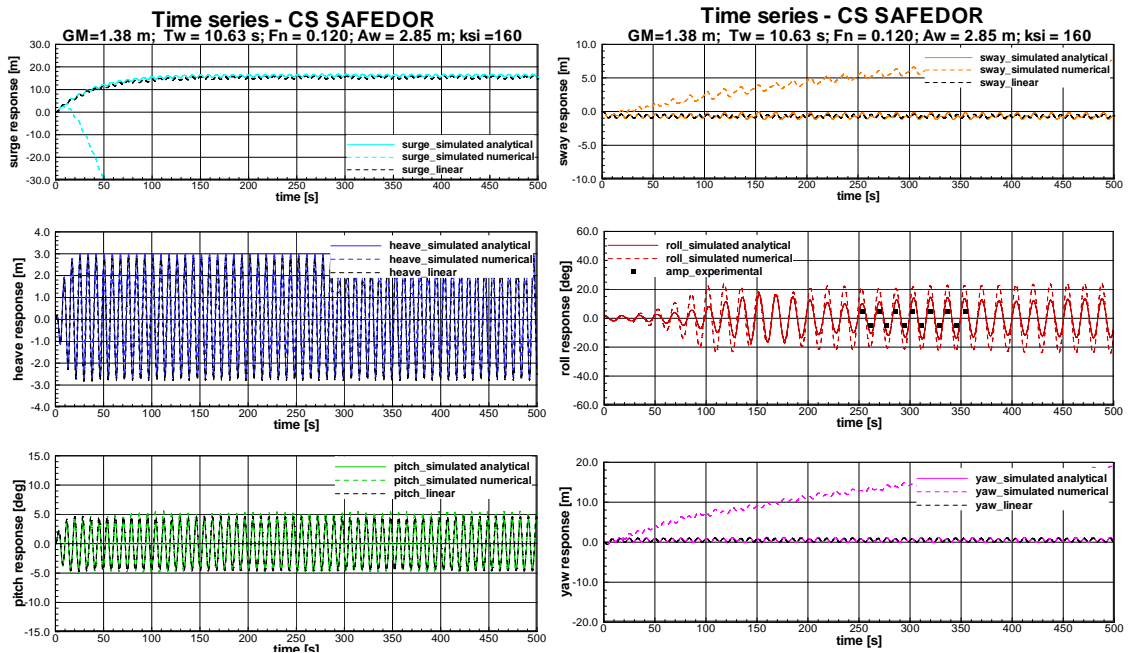 Time series - CS SAFEDOR
GM=1.38 m; Tw = 10.63 s; Fn = 0.120; Aw = 2.85 m; ksi =160
30.0
20.0
10.0
0.0
-10.0
-20.0
-30.0
surge response [m]
surge_simulated analytical
surge_simulated numerical
surge_linear
0 50 100 150 200 250 300 350 400 450 500
time [s]
Time series - CS SAFEDOR
GM=1.38 m; Tw = 10.63 s; Fn = 0.120; Aw = 2.85 m; ksi =160
10.0
5.0
0.0
-5.0
-10.0
sway response [m]
sway_simulated analytical
sway_simulated numerical
sway_linear
0 50 100 150 200 250 300 350 400 450 500
time [s]
4.0
3.0
2.0
1.0
0.0
-1.0
-2.0
-3.0
-4.0
heave response [m]
heave_simulated analytical
heave_simulated numerical
heave_linear
0 50 100 150 200 250 300 350 400 450 500
time [s]
60.0
40.0
20.0
0.0
-20.0
-40.0
-60.0
roll response [deg]
roll_simulated analytical
roll_simulated numerical
amp_experimental
0 50 100 150 200 250 300 350 400 450 500
time [s]
15.0
10.0
5.0
0.0
-5.0
-10.0
-15.0
pitch response [deg]
pitch_simulated analytical
pitch_simulated numerical
pitch_linear
0 50 100 150 200 250 300 350 400 450 500
time [s]
20.0
10.0
0.0
-10.0
-20.0
yaw response [m]
yaw_simulated analytical
yaw_simulated numerical
yaw_linear
0 50 100 150 200 250 300 350 400 450 500
time [s]